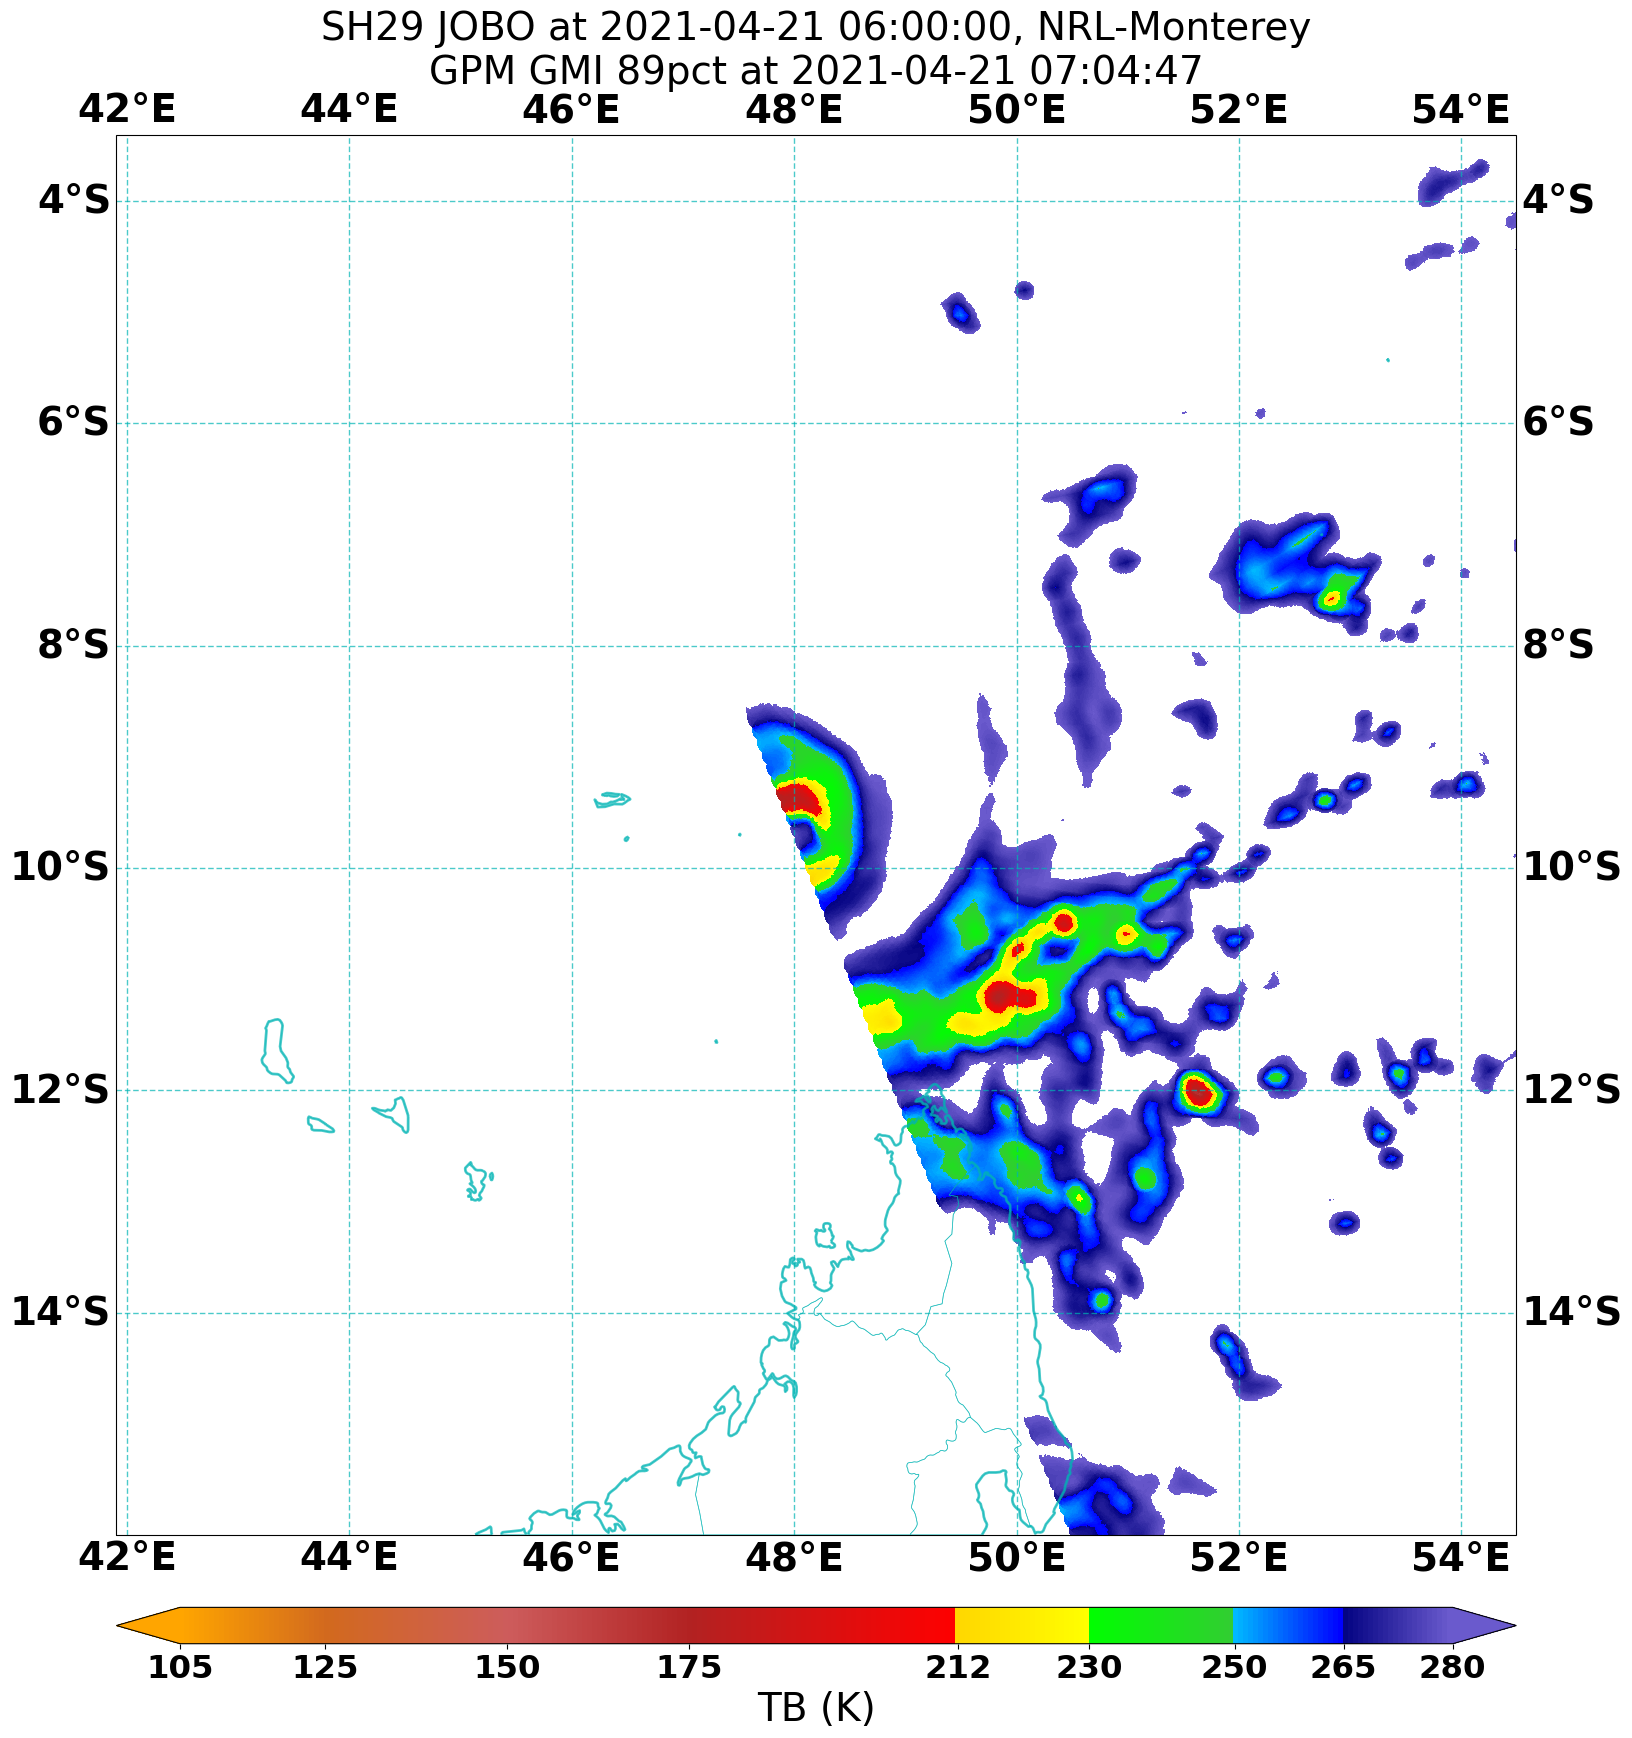 SH29 JOBO at 2021-04-21 06:00:00, NRL-Monterey
GPM GMI 89pct at 2021-04-21 07:04:47
42°E 44°E 46°E 48°E 50°E 52°E 54°E
4°S 4°S
6°S 6°S
8°S 8°S
10°S 10°S
12°S 12°S
14°S 14°S
42°E 44°E 46°E 48°E 50°E 52°E 54°E
105 125 150 175 212 230 250 265 280
TB (K)